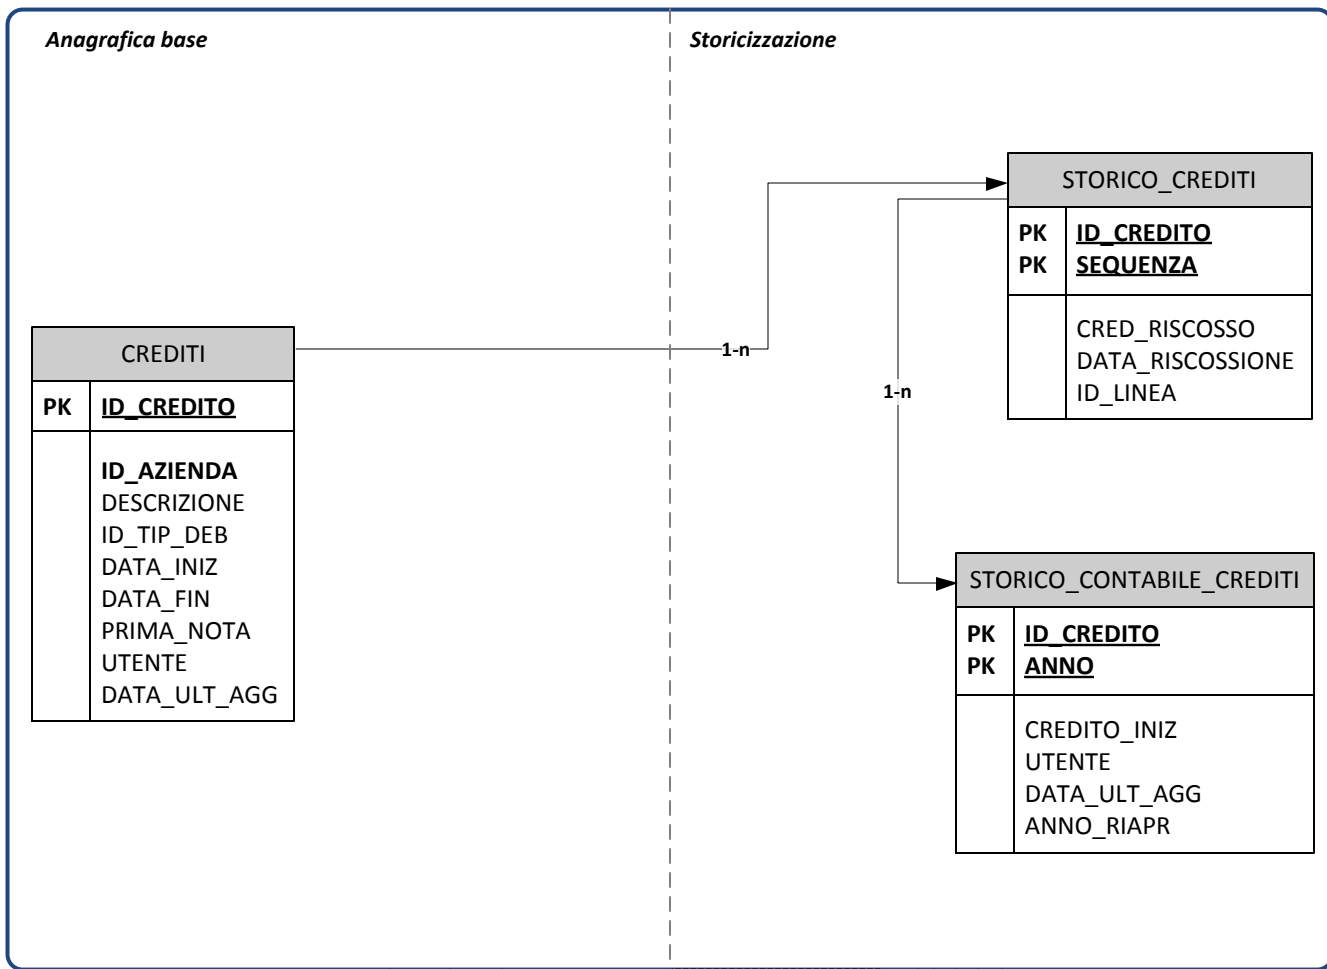 Anagrafica base
Storicizzazione
STORICO_CREDITI
PK ID_CREDITO
PK SEQUENZA
CRED_RISCOSSO
DATA_RISCOSSIONE
ID_LINEA
1-n
1-n
CREDITI
PK ID_CREDITO
ID_AZIENDA
DESCRIZIONE
ID_TIP_DEB
DATA_INIZ
DATA_FIN
PRIMA_NOTA
UTENTE
DATA_ULT_AGG
STORICO_CONTABILE_CREDITI
PK ID_CREDITO
PK ANNO
CREDITO_INIZ
UTENTE
DATA_ULT_AGG
ANNO_RIAPR